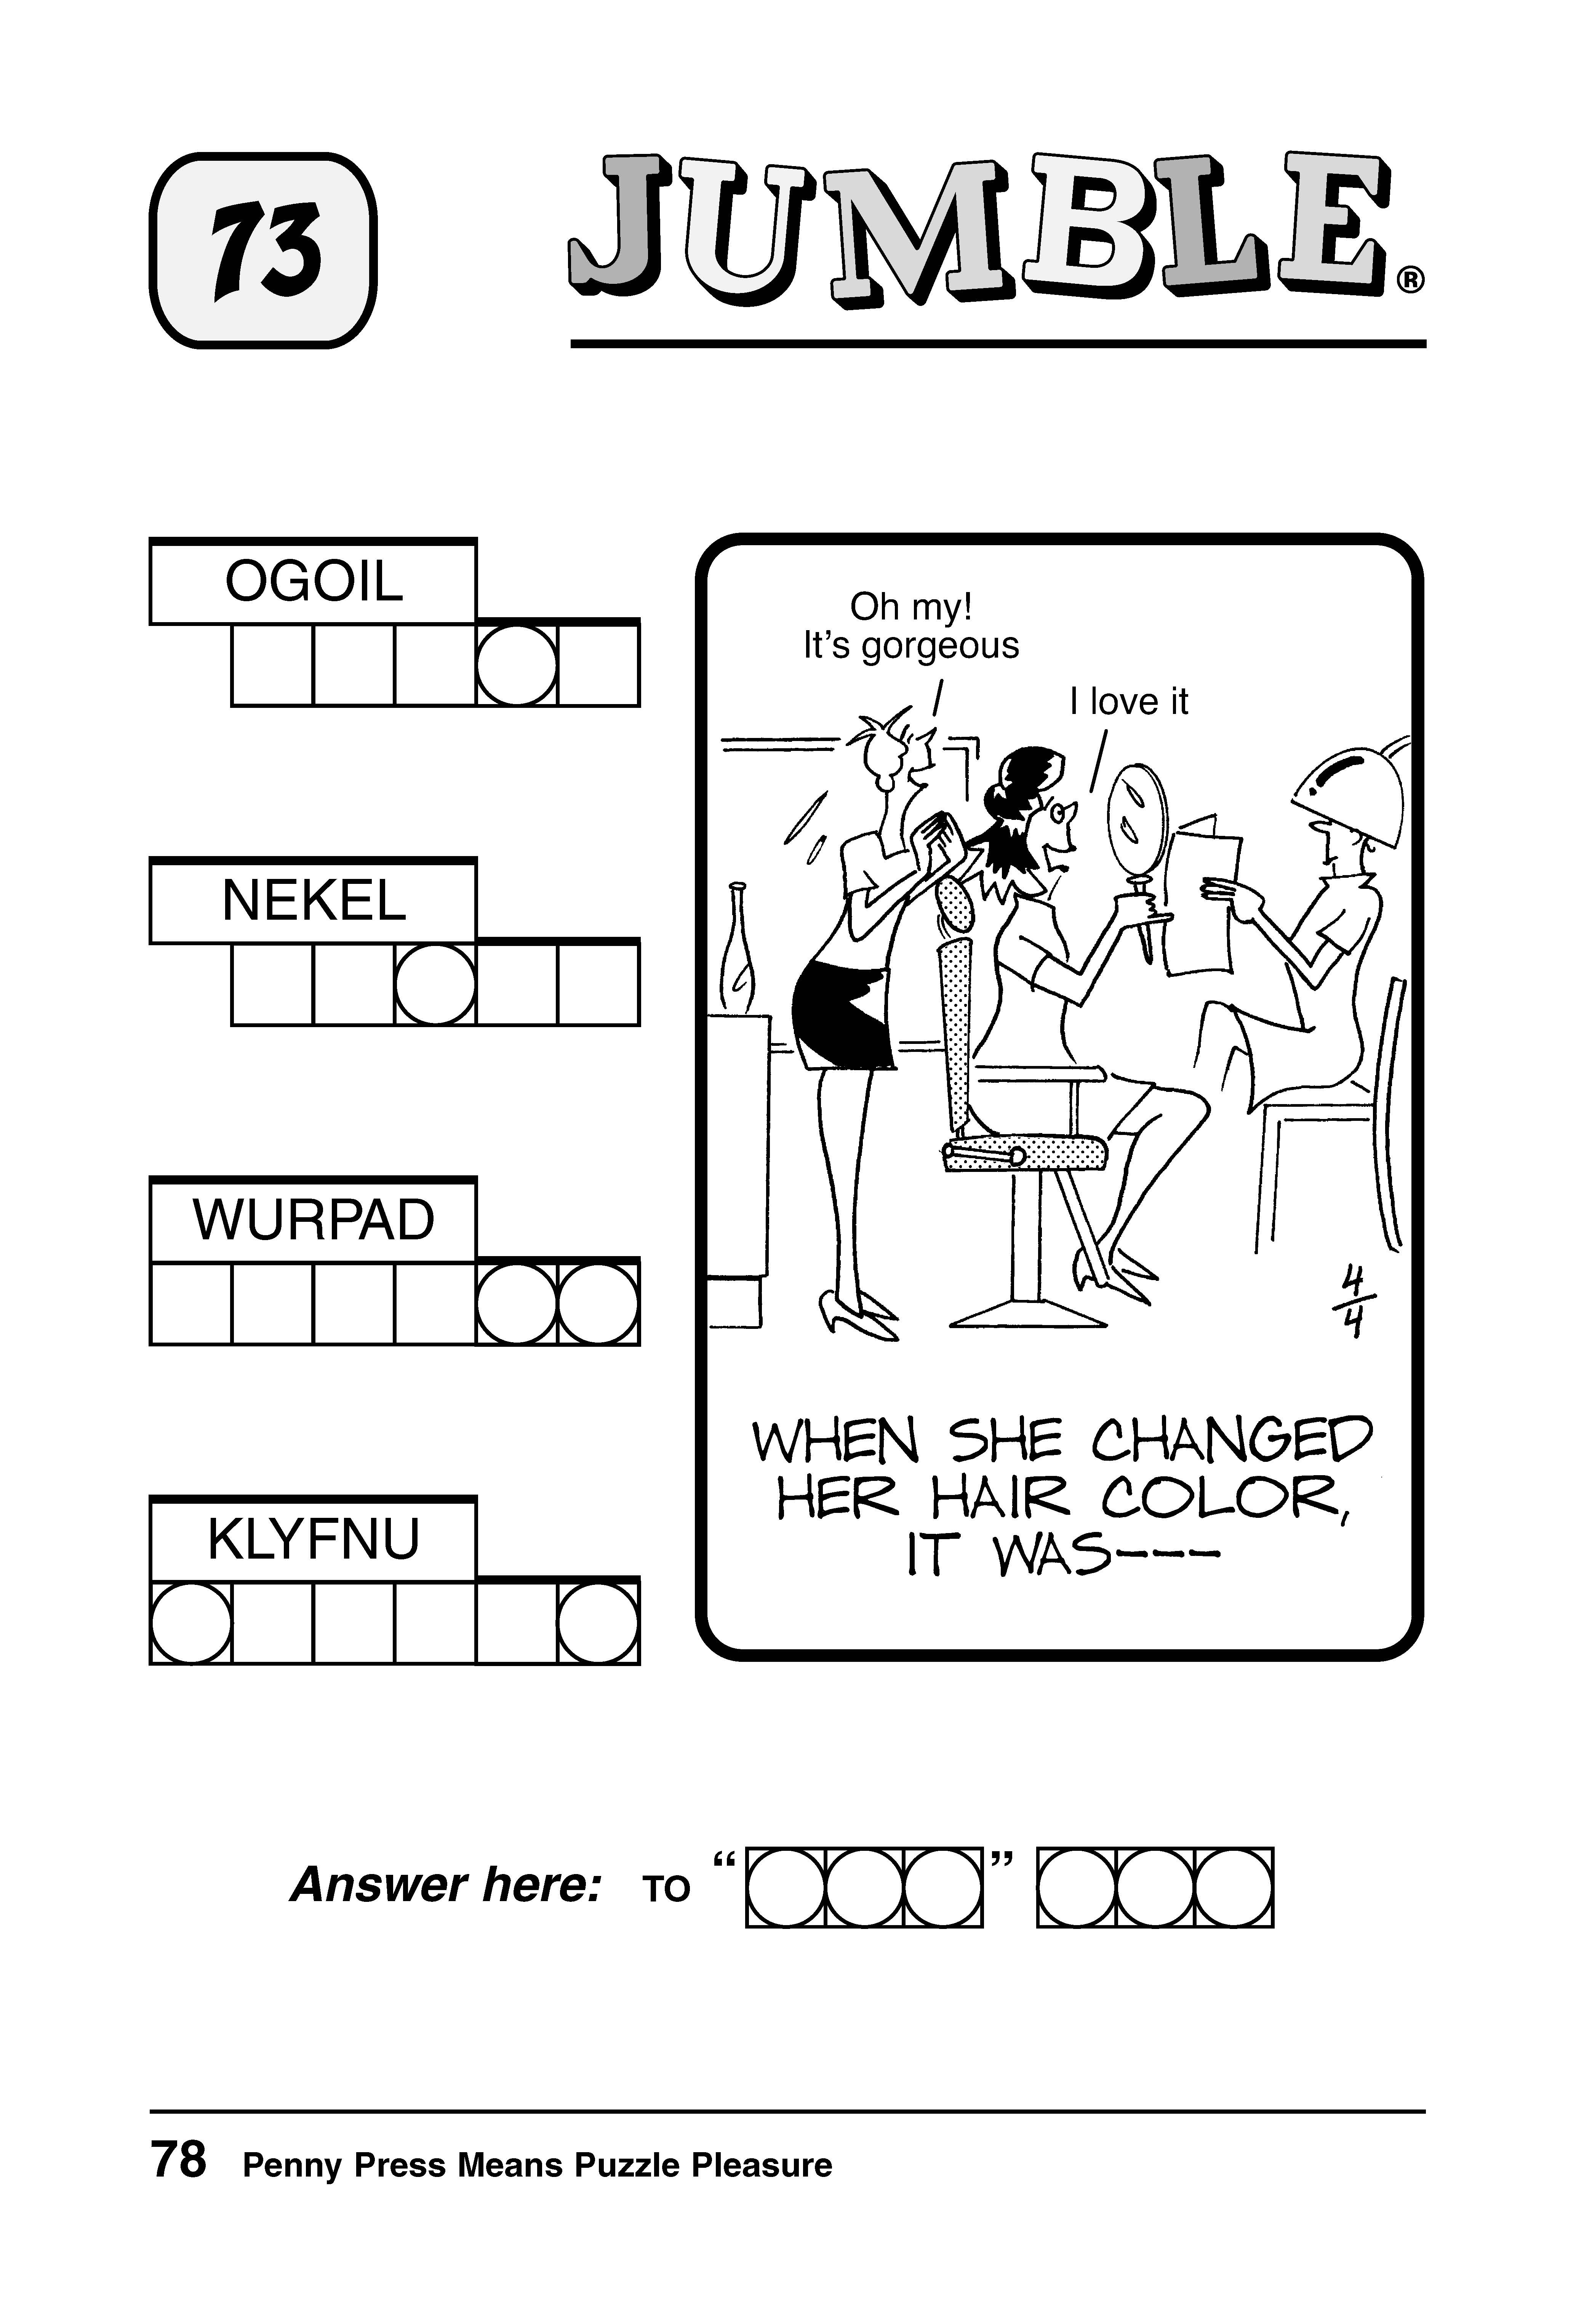 73
JUMBLE®
OGOIL
NEKEL
WURPAD
KLYFNU
Oh my!
It's gorgeous
I love it
4/4
WHEN SHE CHANGED
HER HAIR COLOR,
IT WAS---
Answer here: TO “ ”
78 Penny Press Means Puzzle Pleasure